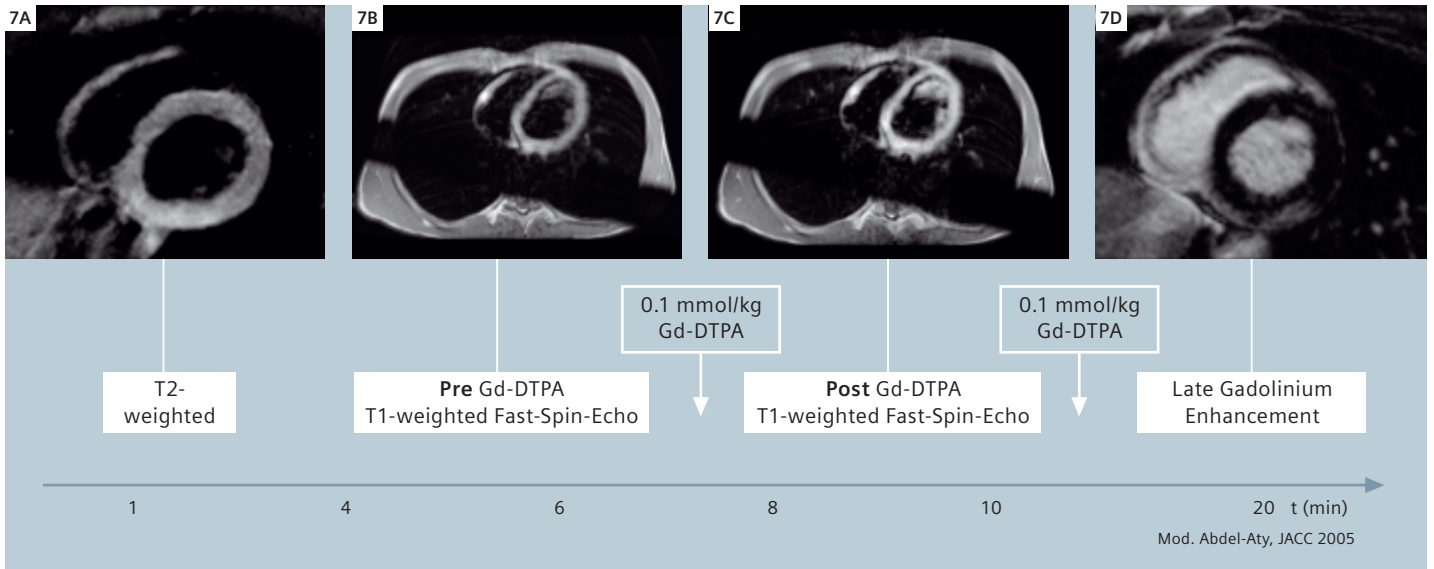 7A
7B
7C
7D
0.1 mmol/kg
Gd-DTPA
0.1 mmol/kg
Gd-DTPA
T2-
weighted
Pre Gd-DTPA
T1-weighted Fast-Spin-Echo
Post Gd-DTPA
T1-weighted Fast-Spin-Echo
Late Gadolinium
Enhancement
1 4 6 8 10 20 t (min)
Mod. Abdel-Aty, JACC 2005